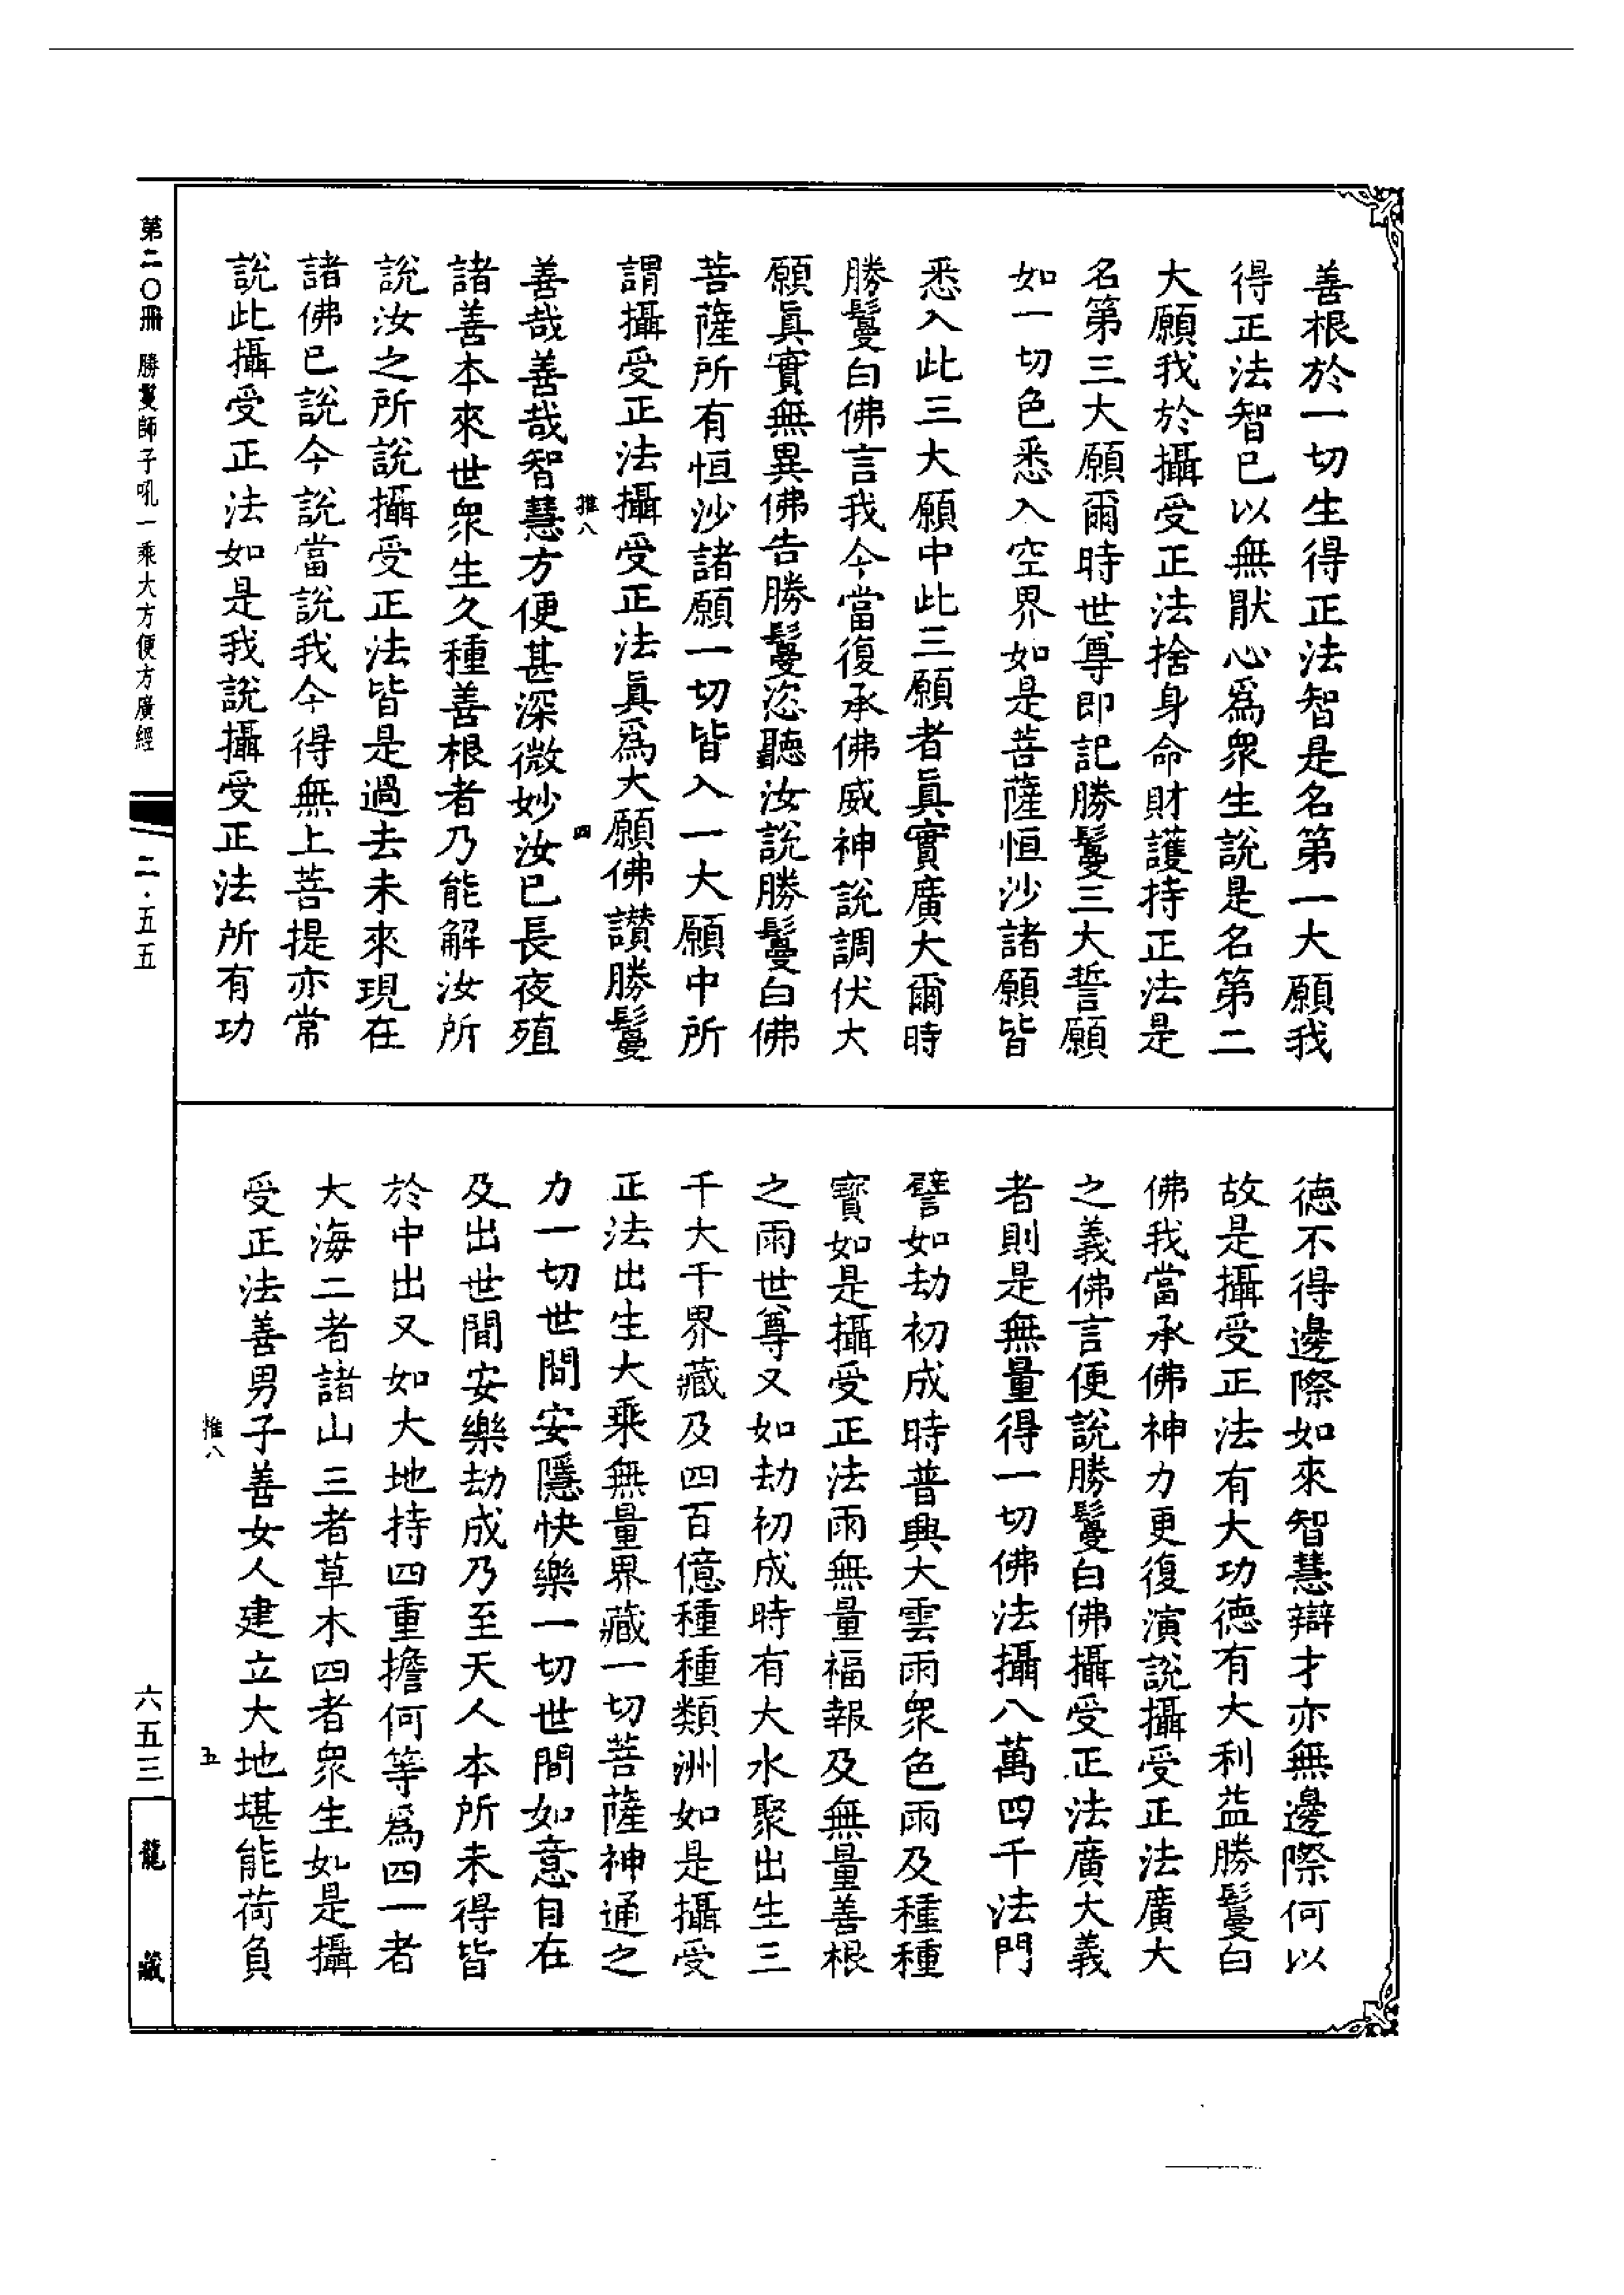 善根於一切生得正法智是名第一大願我
得正法智已以無猒心爲衆生說是名第二
大願我於攝受正法捨身命財護持正法是
名第三大願爾時世尊即記勝鬘三大誓願
如一切色悉入空界如是菩薩恒沙諸願皆
悉入此三大願中此三願者眞實廣大爾時
勝鬘白佛言我今當復承佛威神說調伏大
願眞實無異佛告勝鬘恣聽汝說勝鬘白佛
菩薩所有恒沙諸願一切皆入一大願中所
謂攝受正法攝受正法眞爲大願佛讃勝鬘
推八 四
善哉善哉智慧方便甚深微妙汝已長夜殖
諸善本來世衆生久種善根者乃能解汝所
說汝之所說攝受正法皆是過去未來現在
諸佛已說今說當說我今得無上菩提亦常
說此攝受正法如是我說攝受正法所有功
德不得邊際如來智慧辯才亦無邊際何以
故是攝受正法有大功德有大利益勝鬘白
佛我當承佛神力更復演說攝受正法廣大
之義佛言便說勝鬘白佛攝受正法廣大義
者則是無量得一切佛法攝八萬四千法門
譬如劫初成時普興大雲雨衆色雨及種種
寶如是攝受正法雨無量福報及無量善根
之雨世尊又如劫初成時有大水聚出生三
千大千界藏及四百億種種類洲如是攝受
正法出生大乘無量界藏一切菩薩神通之
力一切世間安隱快樂一切世間如意自在
及出世間安樂劫成乃至天人本所未得皆
於中出又如大地持四重擔何等爲四一者
大海二者諸山三者草木四者衆生如是攝
受正法善男子善女人建立大地堪能荷負
推八 五
第二〇冊 勝鬘師子吼一乘大方便方廣經
二·五五
六五三
龍藏